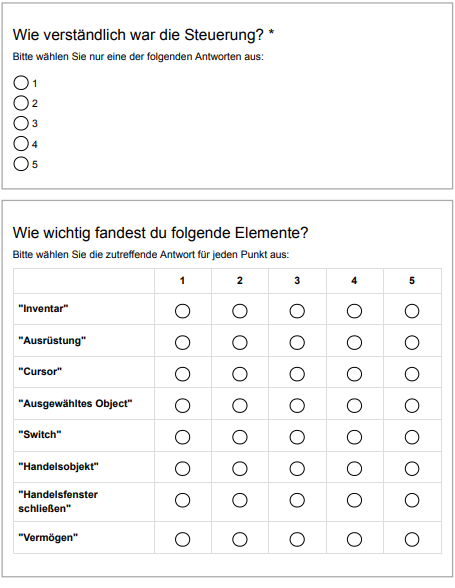 Wie verständlich war die Steuerung? *
Bitte wählen Sie nur eine der folgenden Antworten aus:
1
2
3
4
5
Wie wichtig fandest du folgende Elemente?
Bitte wählen Sie die zutreffende Antwort für jeden Punkt aus:
1 2 3 4 5
"Inventar"
"Ausrüstung"
"Cursor"
"Ausgewähltes Object"
"Switch"
"Handelsobjekt"
"Handelsfenster
schließen"
"Vermögen"